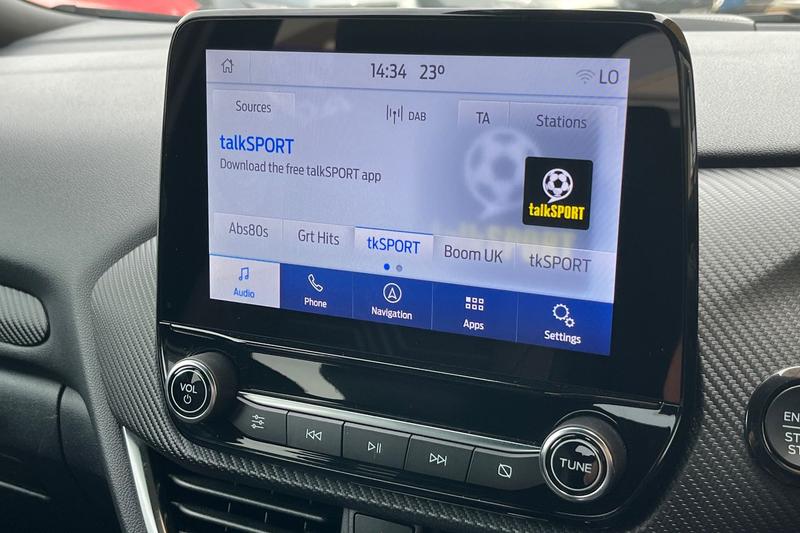 14:34 23º LO
Sources DAB TA Stations
talkSPORT
Download the free talkSPORT app
talkSPORT
Abs80s Grt Hits tkSPORT Boom UK tkSPORT
Audio Phone Navigation Apps Settings
VOL
TUNE